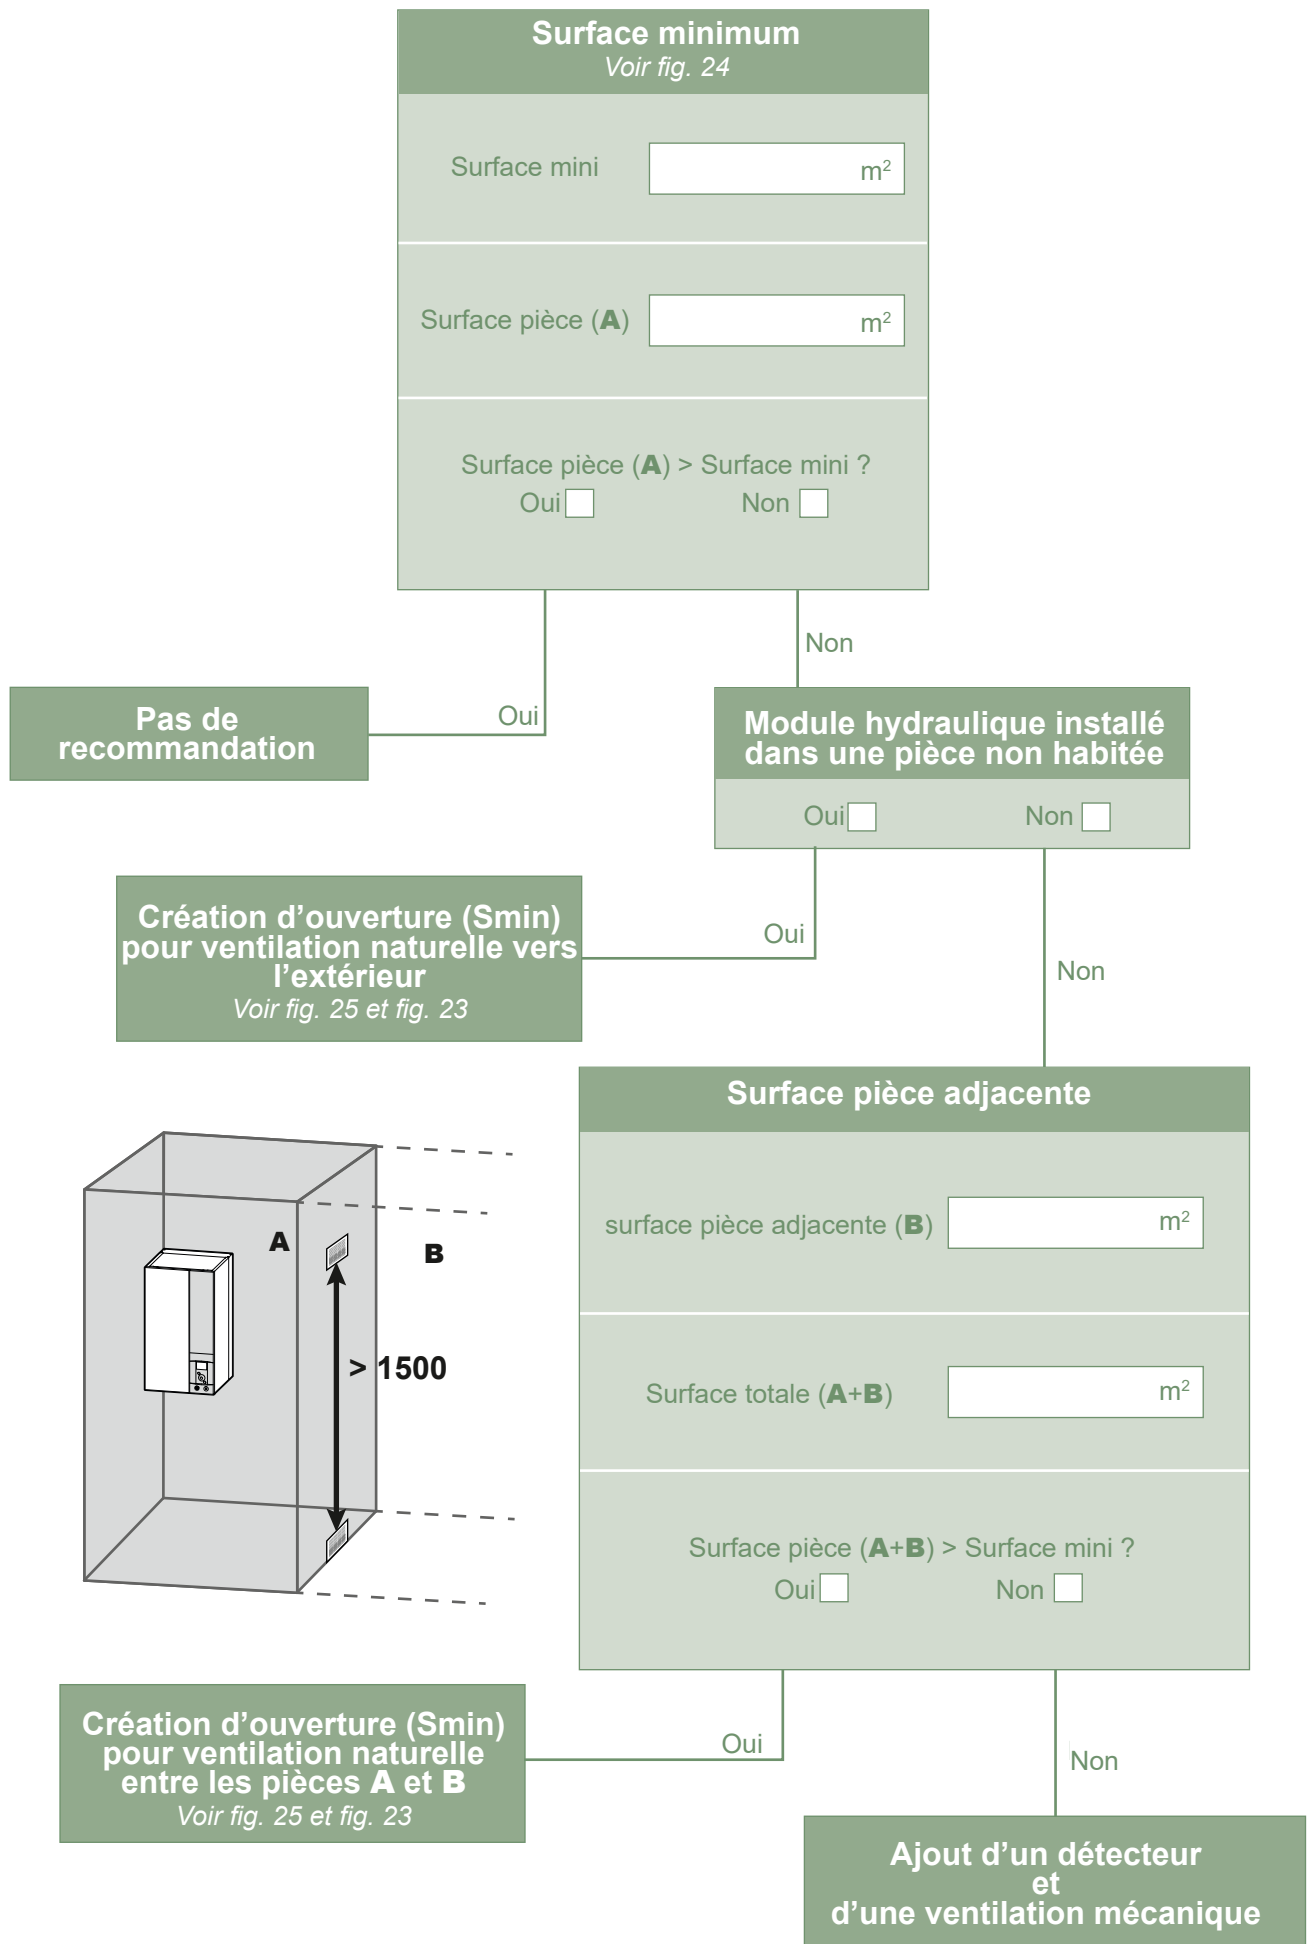 Surface minimum
Voir fig. 24
Surface mini
m²
Surface pièce (A)
m²
Surface pièce (A) > Surface mini ?
Oui
Non
Non
Oui
Pas de
recommandation
Module hydraulique installé
dans une pièce non habitée
Oui
Non
Oui
Non
Création d’ouverture (Smin)
pour ventilation naturelle vers
l’extérieur
Voir fig. 25 et fig. 23
Surface pièce adjacente
surface pièce adjacente (B)
m²
Surface totale (A+B)
m²
Surface pièce (A+B) > Surface mini ?
Oui
Non
A
B
> 1500
Oui
Non
Création d’ouverture (Smin)
pour ventilation naturelle
entre les pièces A et B
Voir fig. 25 et fig. 23
Ajout d’un détecteur
et
d’une ventilation mécanique